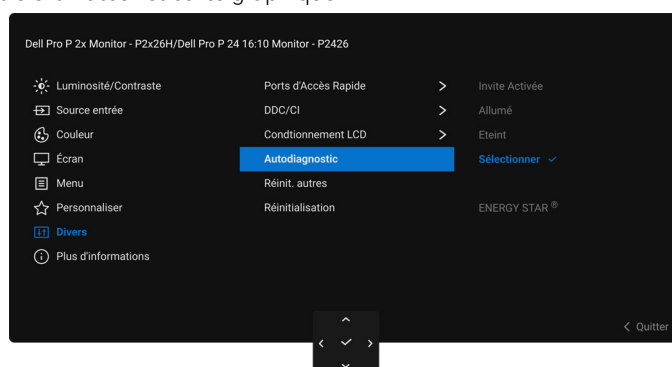 Dell Pro P 2x Monitor - P2x26H/Dell Pro P 24 16:10 Monitor - P2426
Luminosité/Contraste Ports d'Accès Rapide > Invite Activée
Source entrée DDC/CI > Allumé
Couleur Condtionnement LCD > Eteint
Écran Autodiagnostic Sélectionner ✓
Menu Réinit. autres
Personnaliser Réinitialisation ENERGY STAR ®
Divers
Plus d'informations
< Quitter